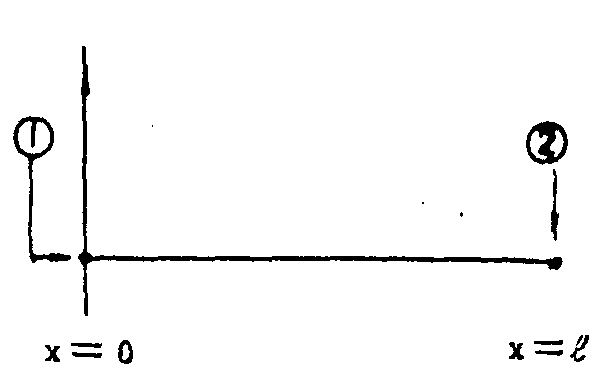 1 2
x = 0 x = ℓ